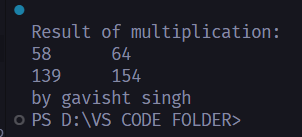 Result of multiplication:
58 64
139 154
by gavisht singh
PS D:\VS CODE FOLDER>